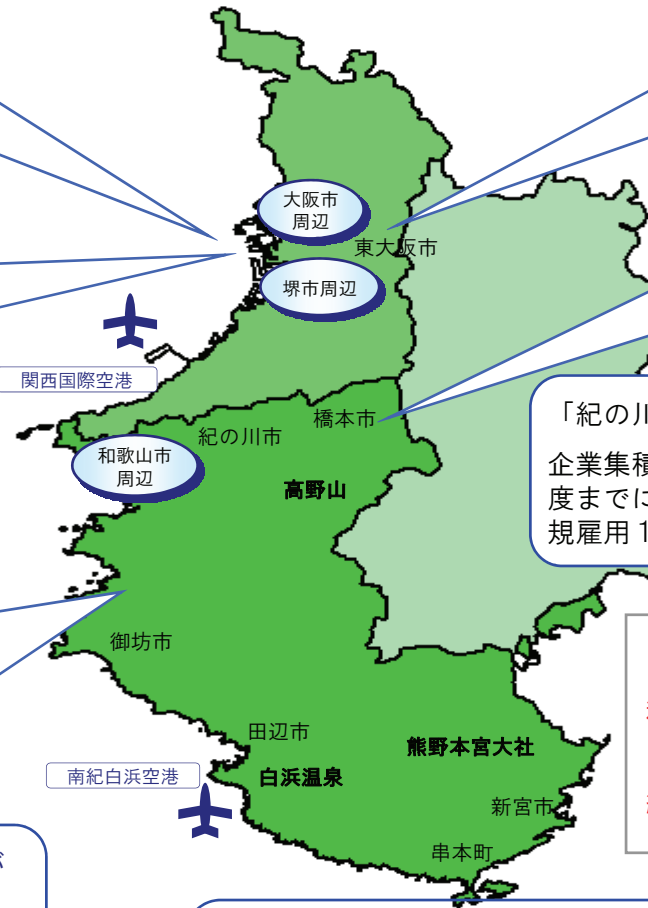 大阪市
周辺
東大阪市
堺市周辺
関西国際空港
橋本市
紀の川市
和歌山市
周辺
高野山
「紀の川
企業集積
度までに
規雇用1
御坊市
田辺市
熊野本宮大社
南紀白浜空港
白浜温泉
新宮市
串本町